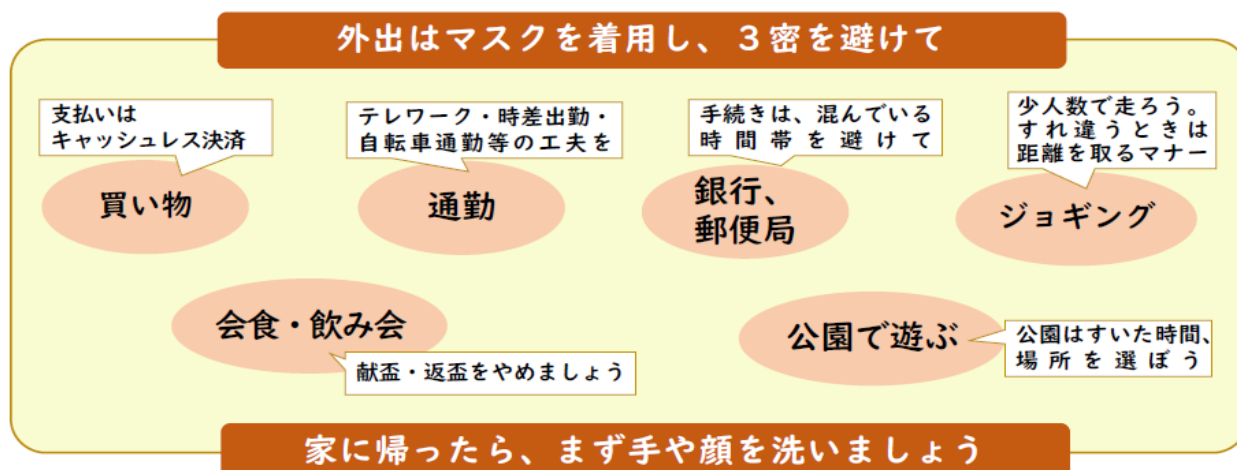 外出はマスクを着用し、３密を避けて
支払いは
キャッシュレス決済
買い物
テレワーク・時差出勤・
自転車通勤等の工夫を
通勤
手続きは、混んでいる
時間帯を避けて
銀行、
郵便局
少人数で走ろう。
すれ違うときは
距離を取るマナー
ジョギング
会食・飲み会
献盃・返盃をやめましょう
公園で遊ぶ
公園はすいた時間、
場所を選ぼう
家に帰ったら、まず手や顔を洗いましょう